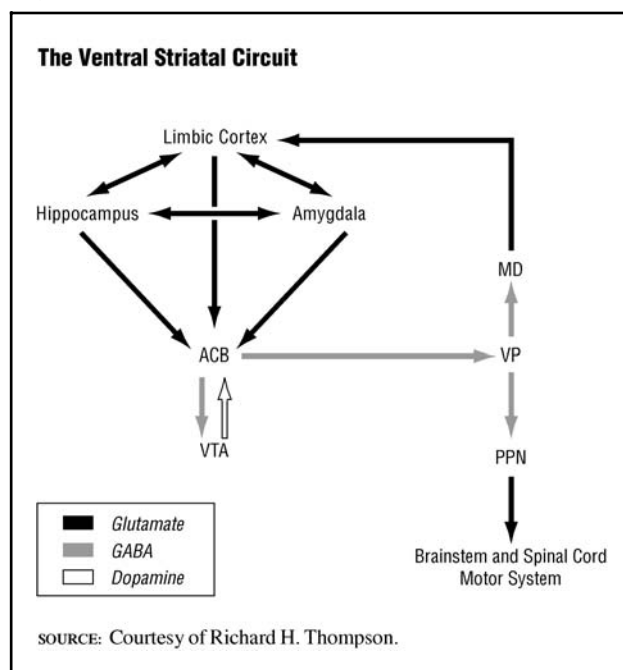 The Ventral Striatal Circuit
Limbic Cortex
Hippocampus
Amygdala
MD
ACB
VP
VTA
PPN
Brainstem and Spinal Cord
Motor System
Glutamate
GABA
Dopamine
SOURCE: Courtesy of Richard H. Thompson.